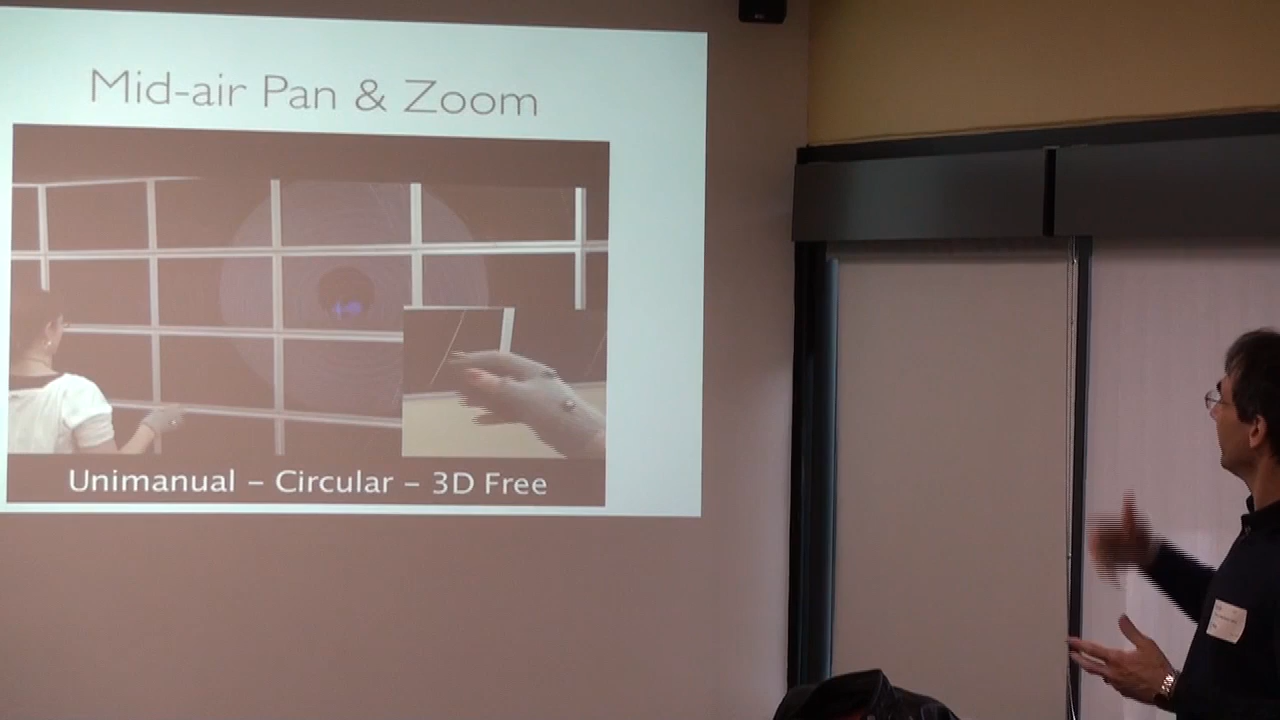 Mid-air Pan & Zoom
Unimanual – Circular – 3D Free